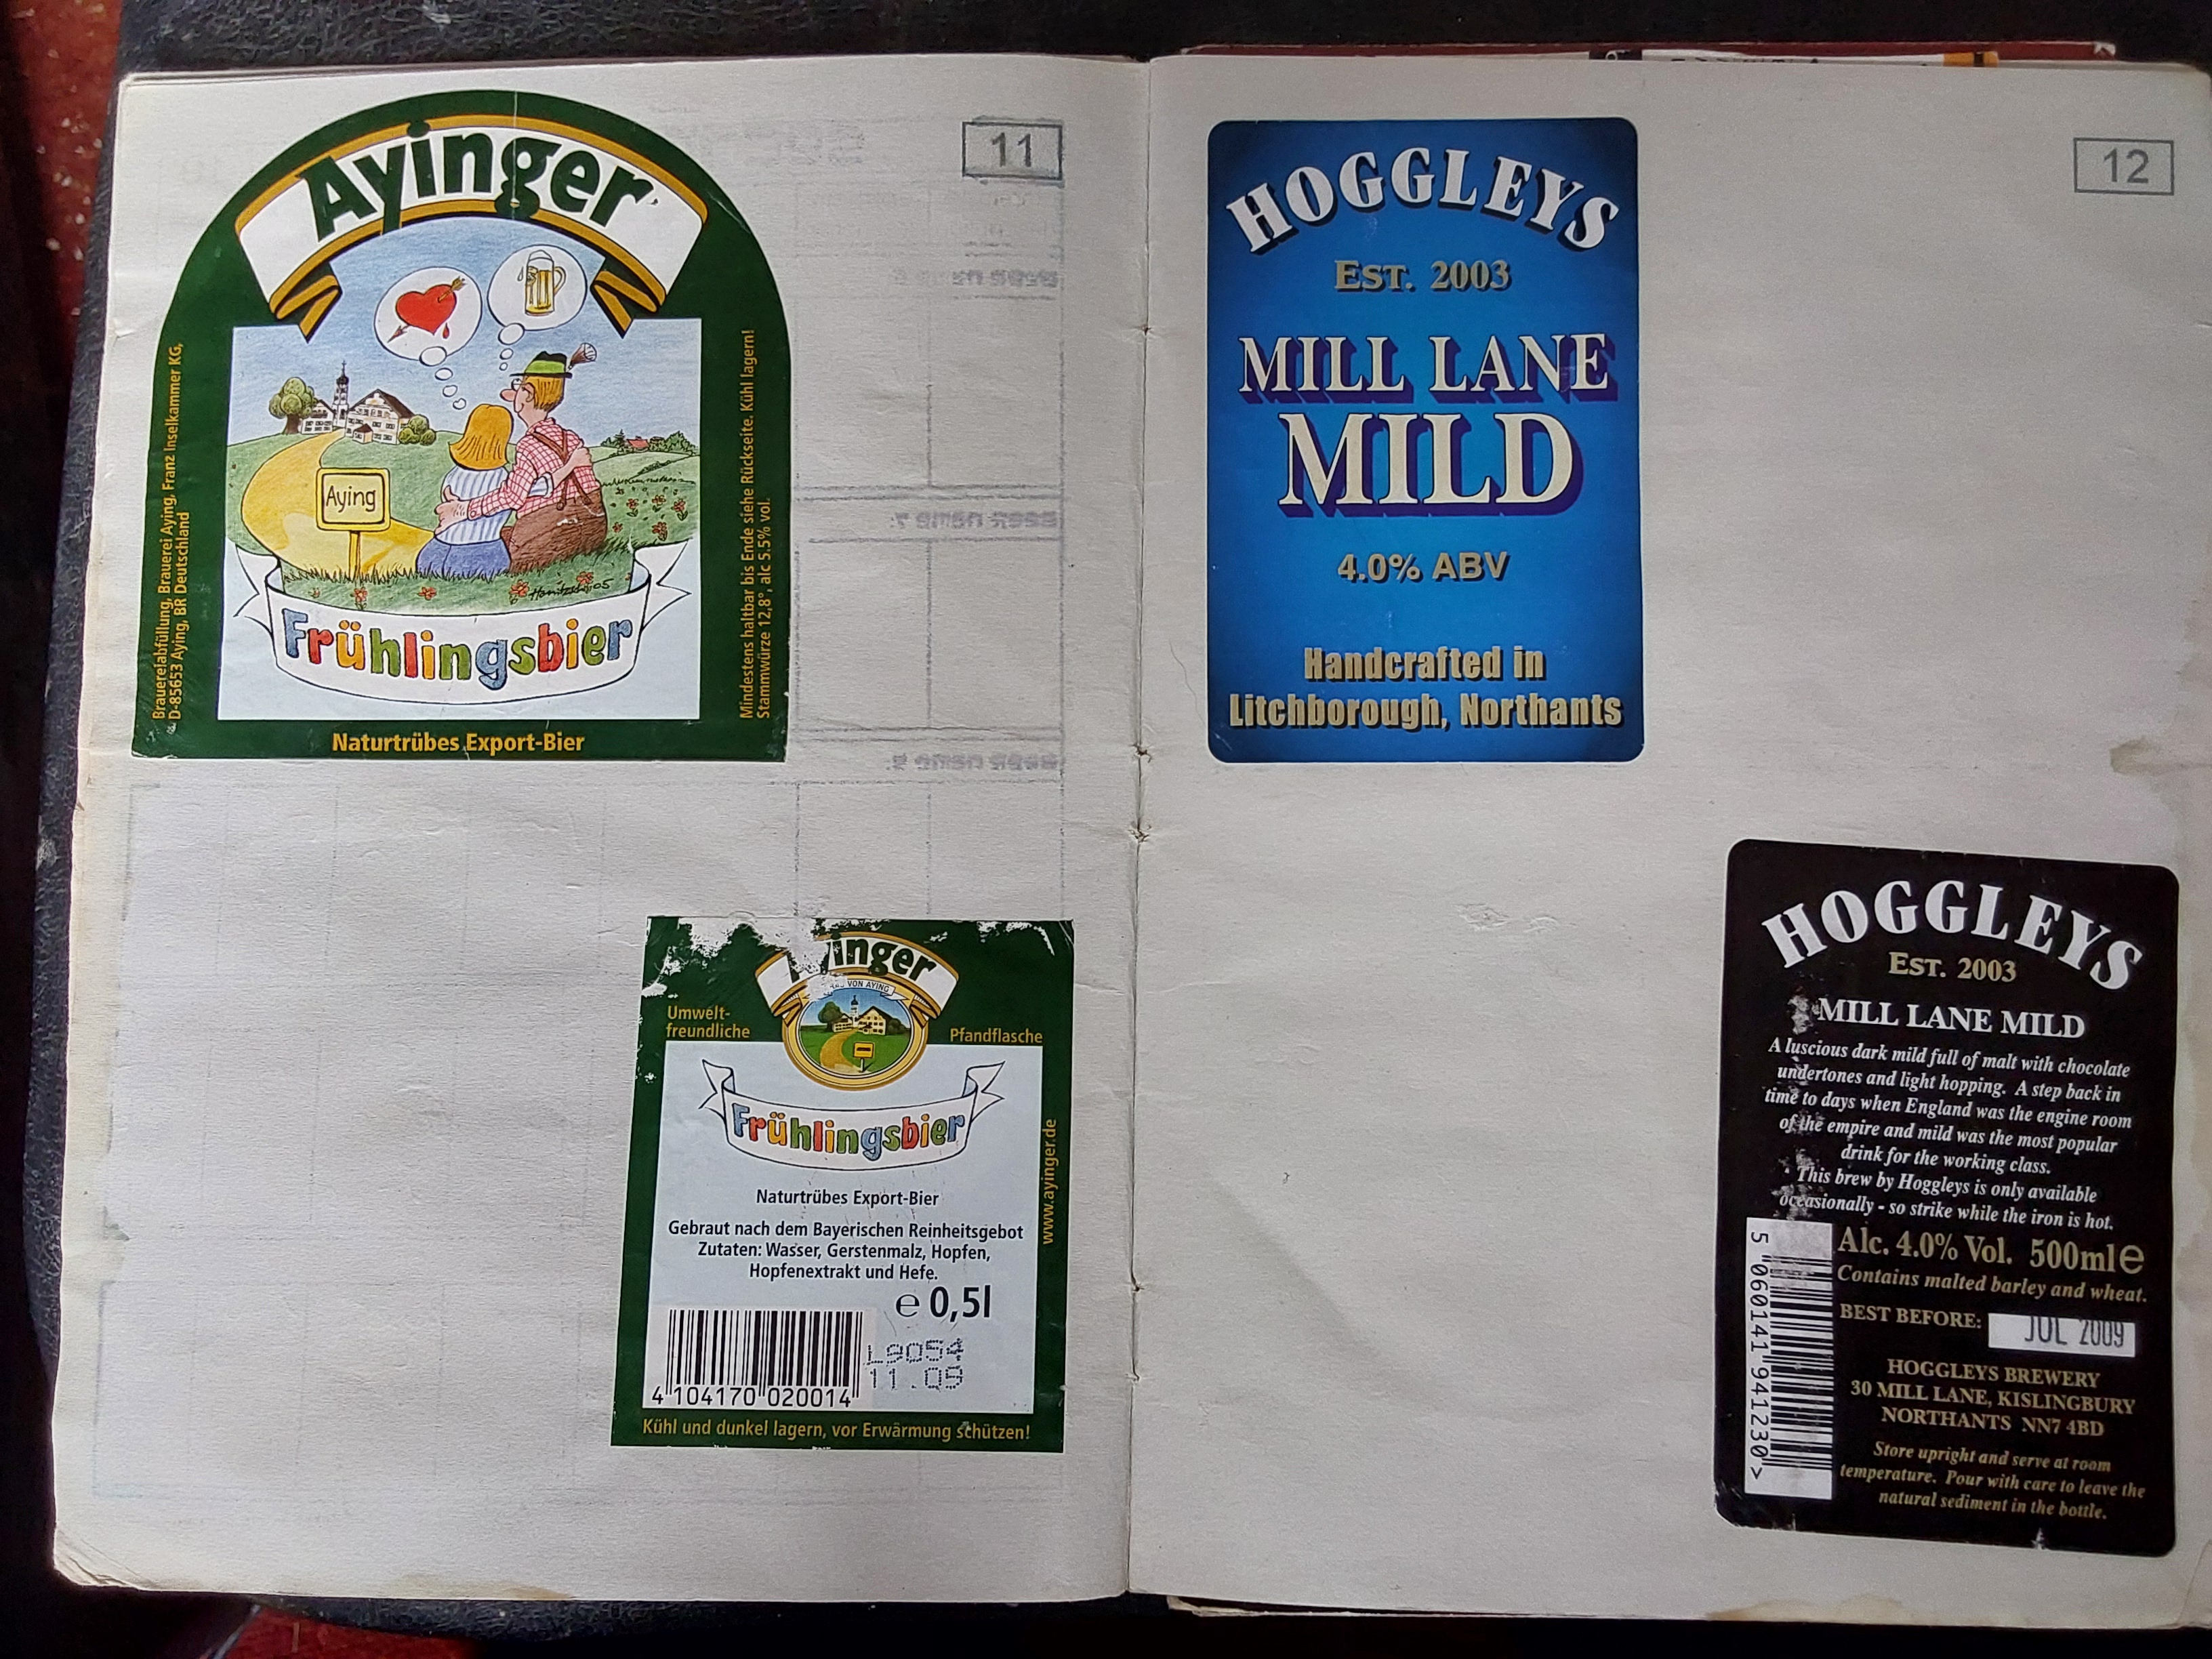 Ayinger
11
Aying
Hanitzsch 05
Frühlingsbier
Brauereiabfüllung, Brauerei Aying, Franz Inselkammer KG,
D-85653 Aying, BR Deutschland
Mindestens haltbar bis Ende siehe Rückseite. Kühl lagern!
Stammwürze 12,8°, alc 5.5% vol.
Naturtrübes Export-Bier
inger
VON AYING
Umwelt-
freundliche
Pfandflasche
Frühlingsbier
www.ayinger.de
Naturtrübes Export-Bier
Gebraut nach dem Bayerischen Reinheitsgebot
Zutaten: Wasser, Gerstenmalz, Hopfen,
Hopfenextrakt und Hefe.
e 0,5l
L9054
11.09
4 104170 020014
Kühl und dunkel lagern, vor Erwärmung schützen!
12
HOGGLEYS
EST. 2003
MILL LANE
MILD
4.0% ABV
Handcrafted in
Litchborough, Northants
HOGGLEYS
EST. 2003
MILL LANE MILD
A luscious dark mild full of malt with chocolate
undertones and light hopping. A step back in
time to days when England was the engine room
of the empire and mild was the most popular
drink for the working class.
This brew by Hoggleys is only available
occasionally - so strike while the iron is hot.
Alc. 4.0% Vol. 500ml e
Contains malted barley and wheat.
BEST BEFORE: JUL 2009
HOGGLEYS BREWERY
30 MILL LANE, KISLINGBURY
NORTHANTS NN7 4BD
Store upright and serve at room
temperature. Pour with care to leave the
natural sediment in the bottle.
5 060141 941230 >